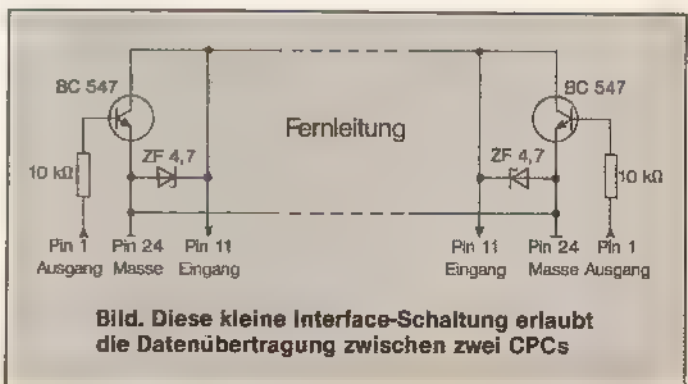 BC 547
BC 547
Fernleitung
ZF 4,7
ZF 4,7
10 kΩ
10 kΩ
Pin 1 Pin 24 Pin 11
Ausgang Masse Eingang
Pin 11 Pin 24 Pin 1
Eingang Masse Ausgang
Bild. Diese kleine Interface-Schaltung erlaubt
die Datenübertragung zwischen zwei CPCs